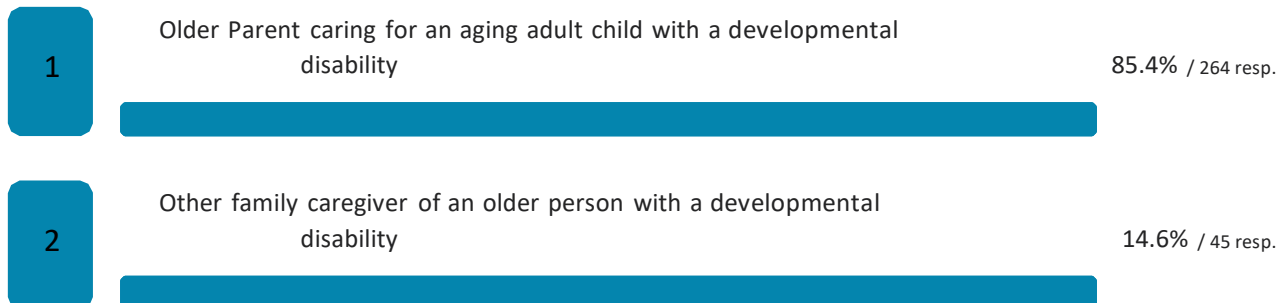 1
Older Parent caring for an aging adult child with a developmental
disability
85.4% / 264 resp.
2
Other family caregiver of an older person with a developmental
disability
14.6% / 45 resp.